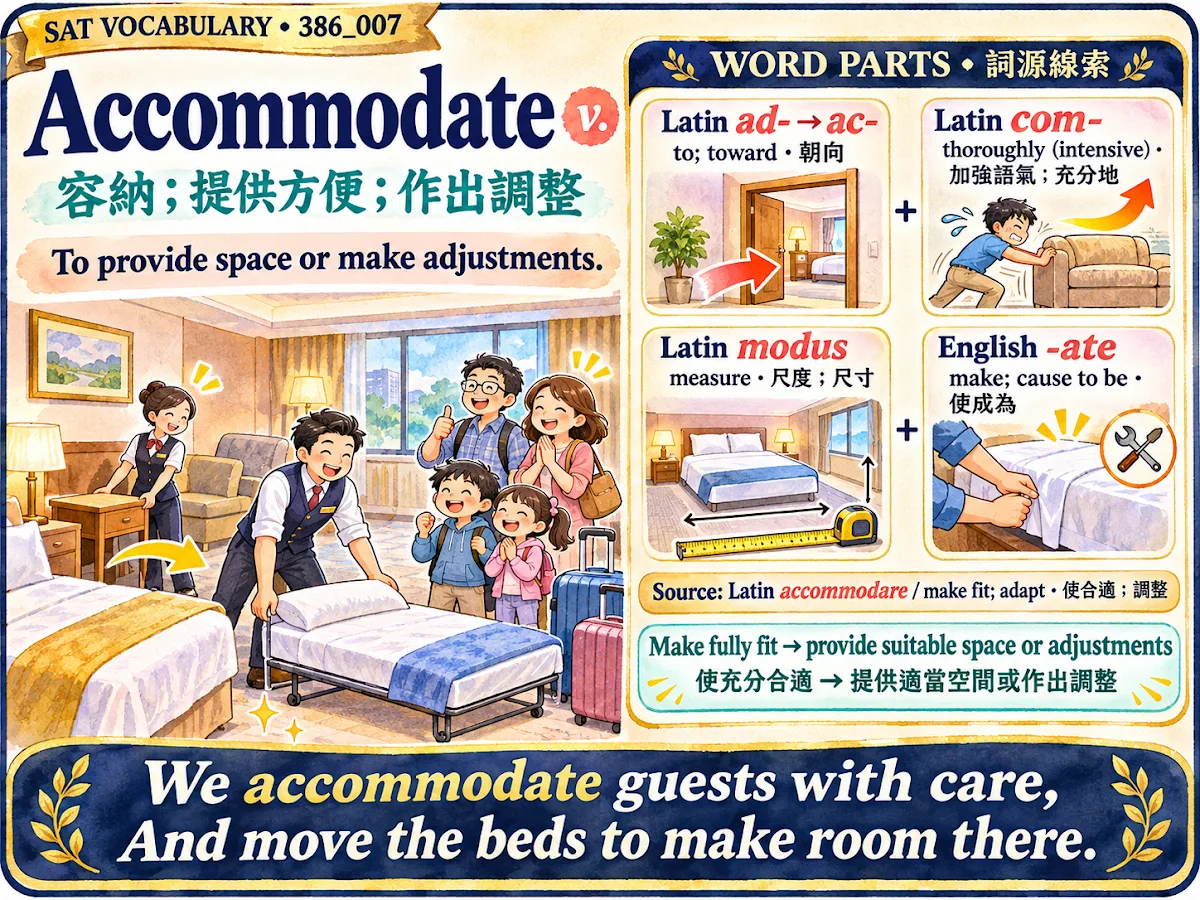 SAT VOCABULARY • 386_007
Accommodate v.
容納；提供方便；作出調整
To provide space or make adjustments.
WORD PARTS • 詞源線索
Latin ad- → ac-
to; toward • 朝向
+
Latin com-
thoroughly (intensive) •
加強語氣；充分地
Latin modus
measure • 尺度；尺寸
+
English -ate
make; cause to be •
使成為
Source: Latin accommodare / make fit; adapt • 使合適；調整
Make fully fit → provide suitable space or adjustments
使充分合適 → 提供適當空間或作出調整
We accommodate guests with care,
And move the beds to make room there.